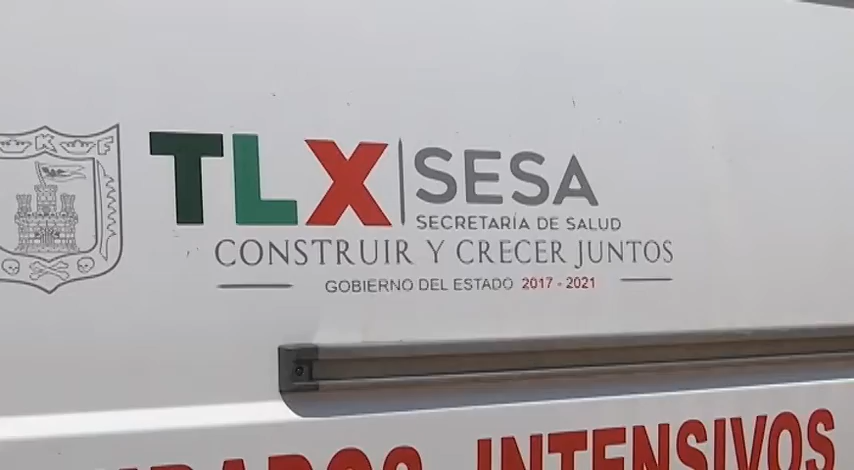 K F
TLX SESA
SECRETARÍA DE SALUD
CONSTRUIR Y CRECER JUNTOS
GOBIERNO DEL ESTADO 2017 - 2021
INTENSIVOS